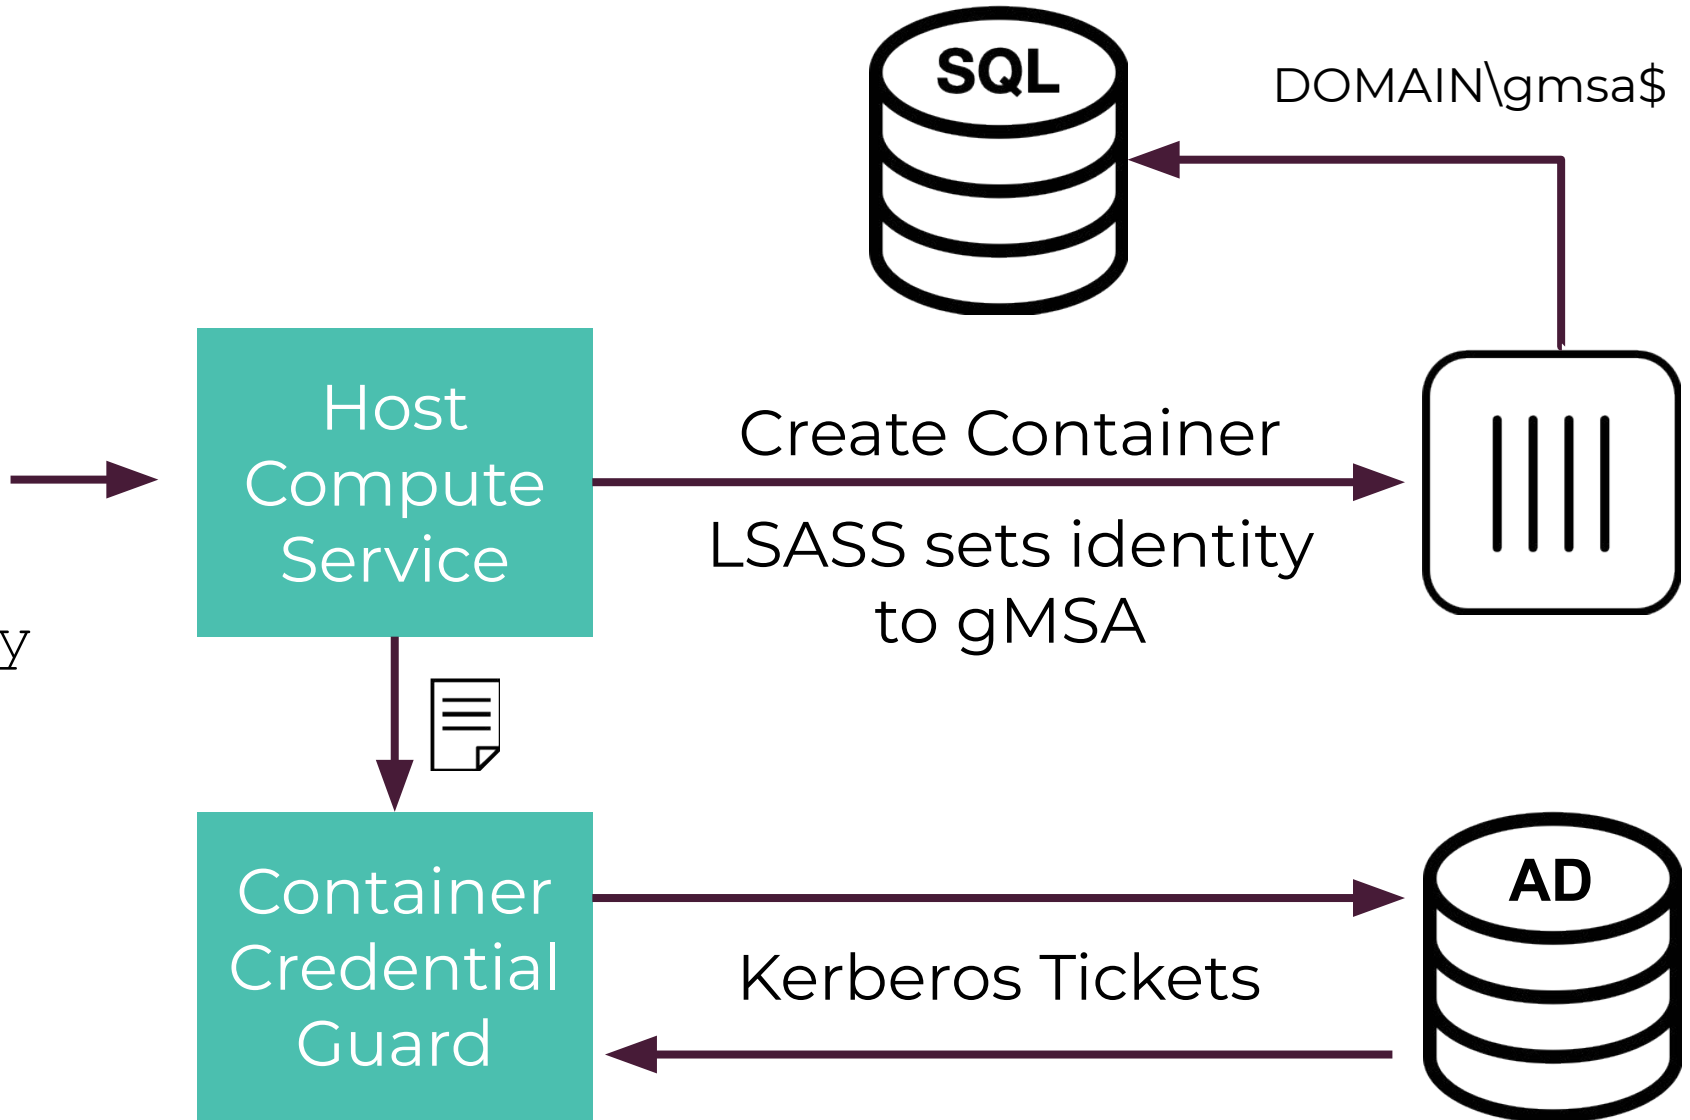 SQL
DOMAIN\gmsa$
Host
Compute
Service
Create Container
LSASS sets identity
to gMSA
y
Container
Credential
Guard
Kerberos Tickets
AD